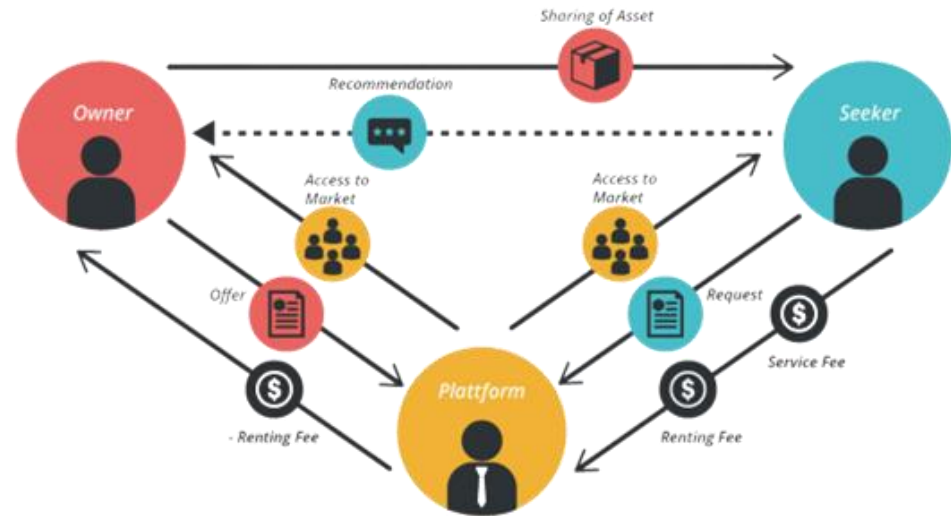 Sharing of Asset
Recommendation
Owner
Seeker
Access to
Market
Access to
Market
Offer
Request
Service Fee
Plattform
- Renting Fee
Renting Fee